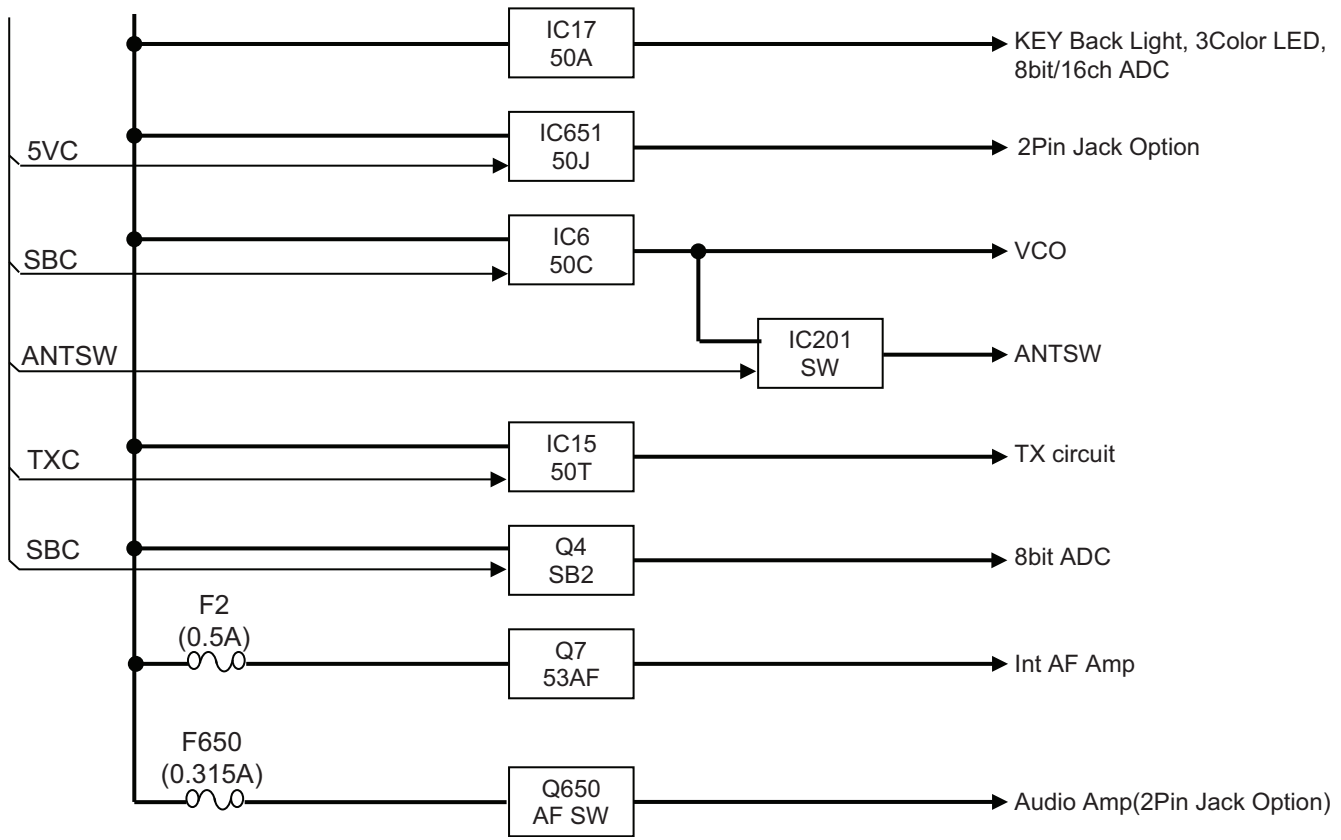 IC17
50A
KEY Back Light, 3Color LED,
8bit/16ch ADC
5VC
IC651
50J
2Pin Jack Option
SBC
IC6
50C
VCO
ANTSW
IC201
SW
ANTSW
TXC
IC15
50T
TX circuit
SBC
Q4
SB2
8bit ADC
F2
(0.5A)
Q7
53AF
Int AF Amp
F650
(0.315A)
Q650
AF SW
Audio Amp(2Pin Jack Option)